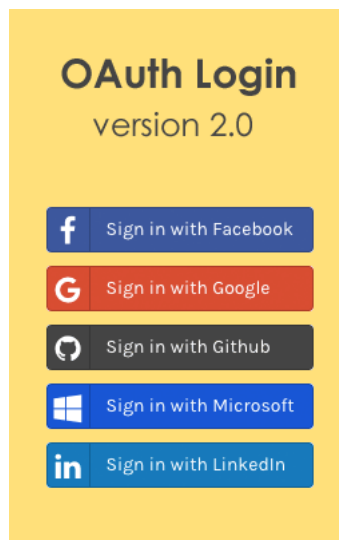 OAuth Login
version 2.0
Sign in with Facebook
Sign in with Google
Sign in with Github
Sign in with Microsoft
Sign in with LinkedIn